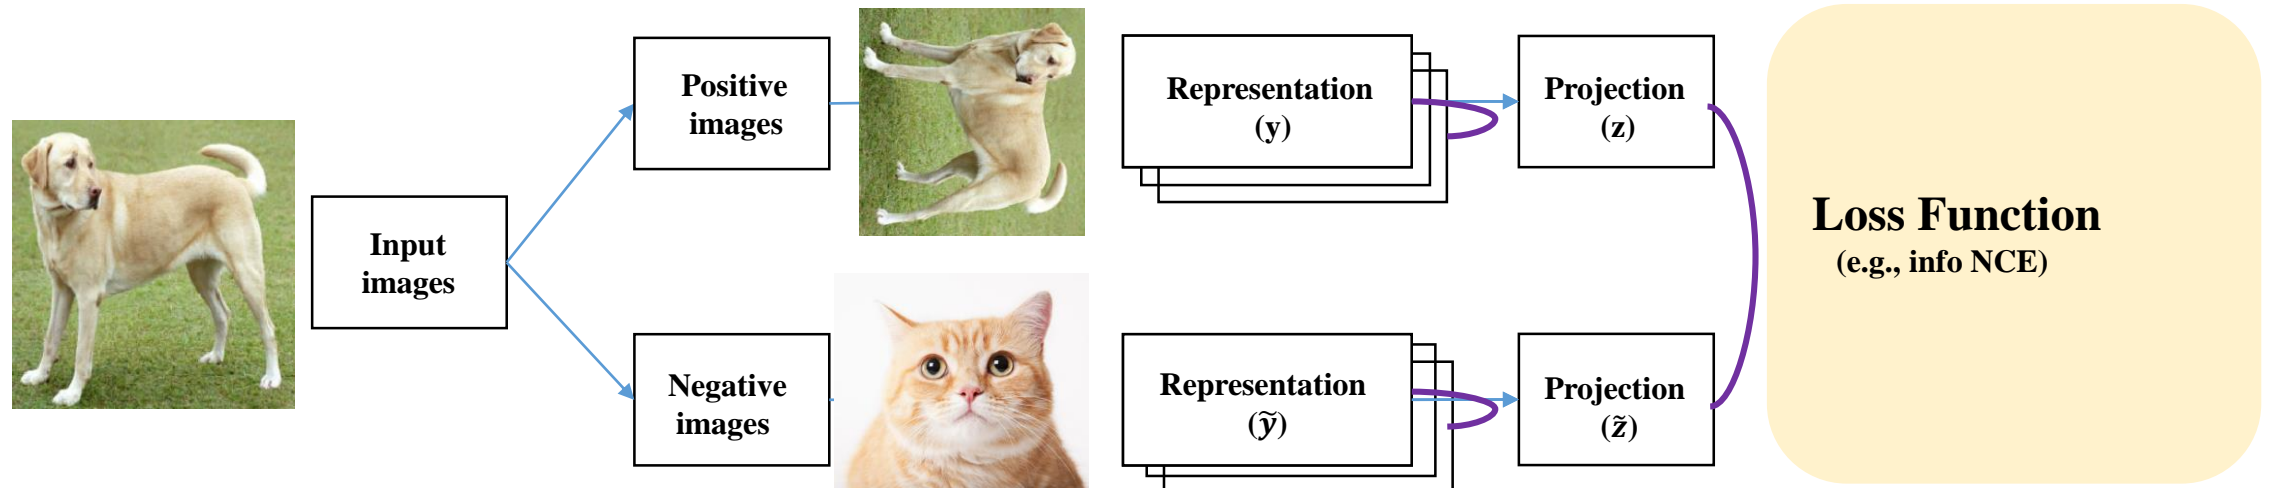 Input
images
Positive
images
Negative
images
Representation
(y)
Representation
(ỹ)
Projection
(z)
Projection
(z̃)
Loss Function
(e.g., info NCE)